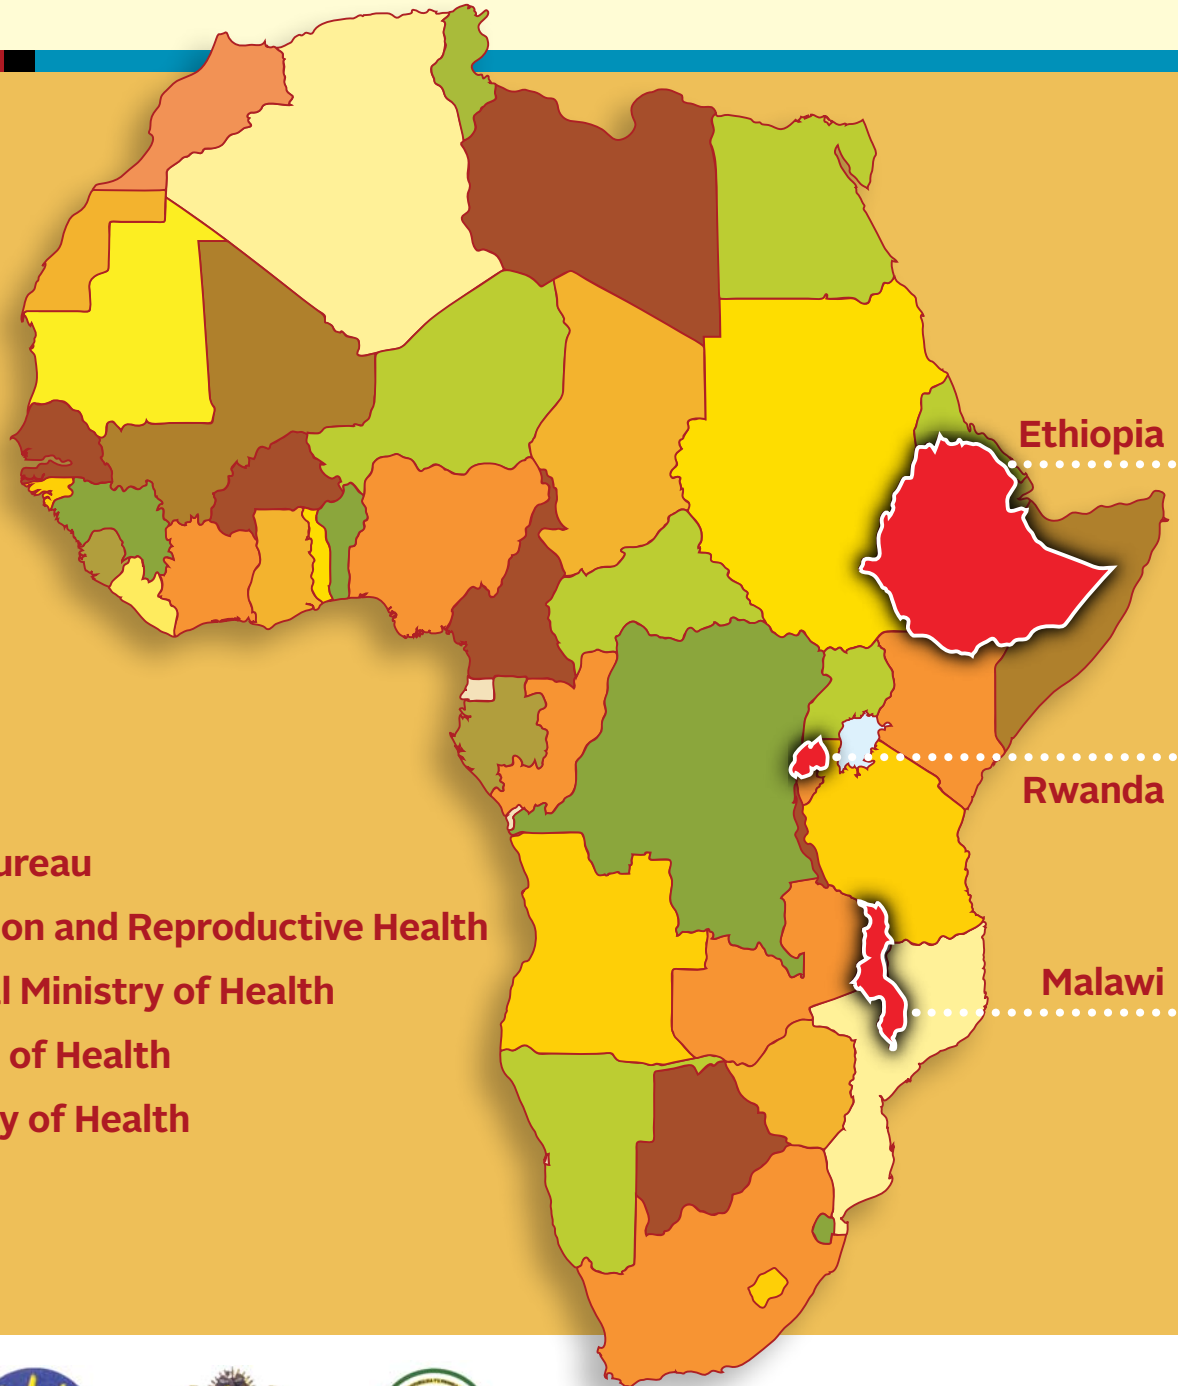 Ethiopia
Rwanda
ureau
on and Reproductive Health
l Ministry of Health
of Health
y of Health
Malawi